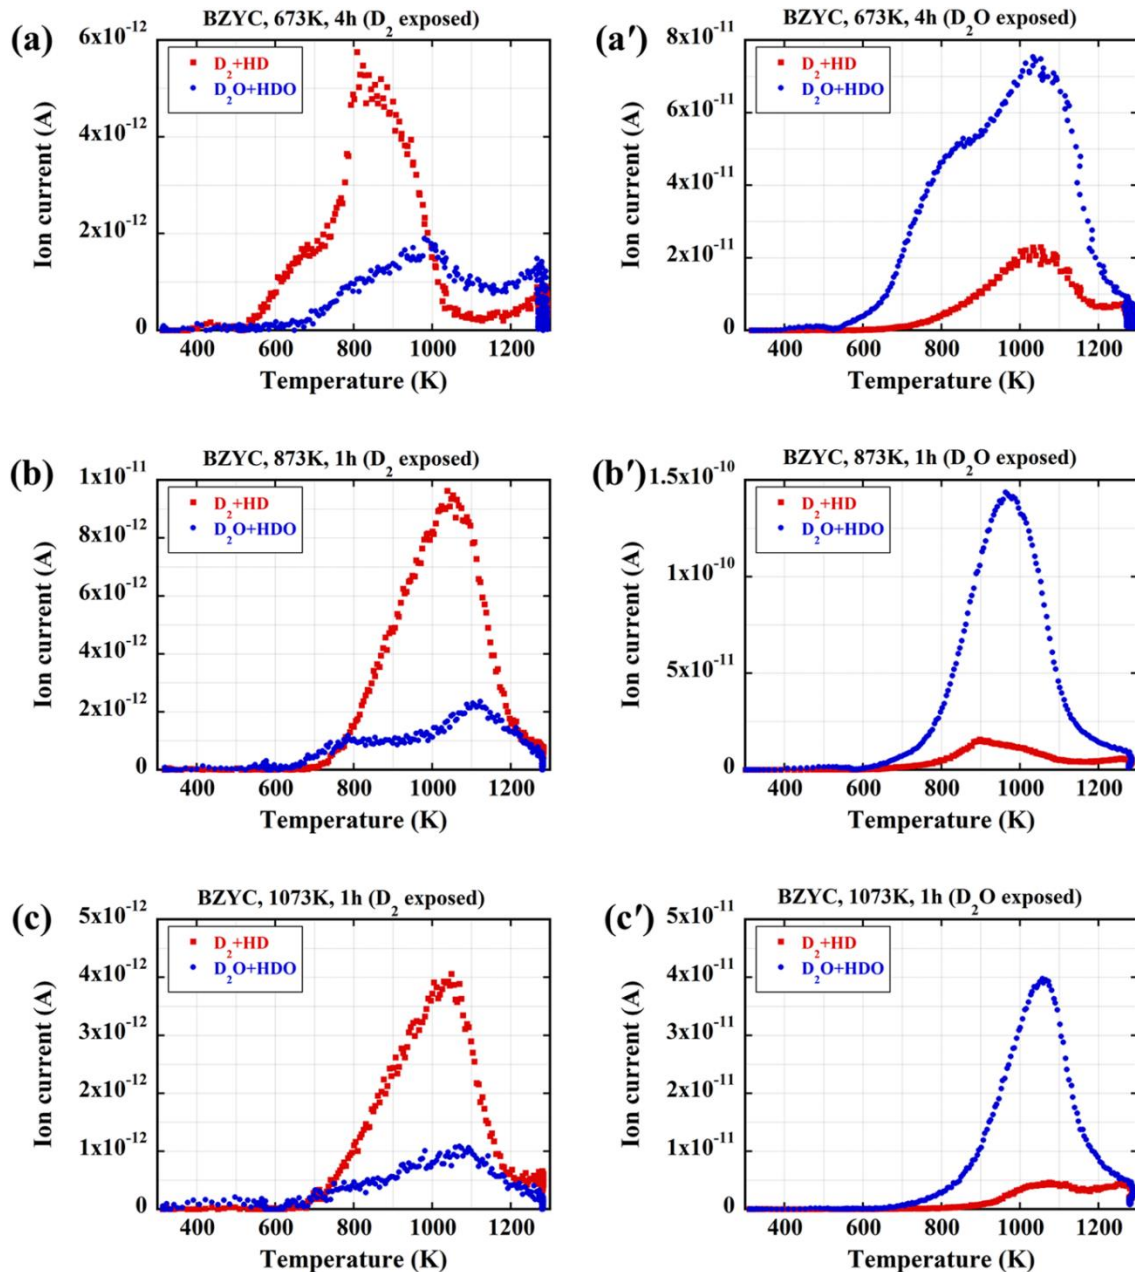 (a)
BZYC, 673K, 4h (D₂ exposed)
6x10⁻¹²
4x10⁻¹²
2x10⁻¹²
0
Ion current (A)
D₂+HD
D₂O+HDO
400 600 800 1000 1200
Temperature (K)
(a′)
BZYC, 673K, 4h (D₂O exposed)
8x10⁻¹¹
6x10⁻¹¹
4x10⁻¹¹
2x10⁻¹¹
0
Ion current (A)
D₂+HD
D₂O+HDO
400 600 800 1000 1200
Temperature (K)
(b)
BZYC, 873K, 1h (D₂ exposed)
1x10⁻¹¹
8x10⁻¹²
6x10⁻¹²
4x10⁻¹²
2x10⁻¹²
0
Ion current (A)
D₂+HD
D₂O+HDO
400 600 800 1000 1200
Temperature (K)
(b′)
BZYC, 873K, 1h (D₂O exposed)
1.5x10⁻¹⁰
1x10⁻¹⁰
5x10⁻¹¹
0
Ion current (A)
D₂+HD
D₂O+HDO
400 600 800 1000 1200
Temperature (K)
(c)
BZYC, 1073K, 1h (D₂ exposed)
5x10⁻¹²
4x10⁻¹²
3x10⁻¹²
2x10⁻¹²
1x10⁻¹²
0
Ion current (A)
D₂+HD
D₂O+HDO
400 600 800 1000 1200
Temperature (K)
(c′)
BZYC, 1073K, 1h (D₂O exposed)
5x10⁻¹¹
4x10⁻¹¹
3x10⁻¹¹
2x10⁻¹¹
1x10⁻¹¹
0
Ion current (A)
D₂+HD
D₂O+HDO
400 600 800 1000 1200
Temperature (K)